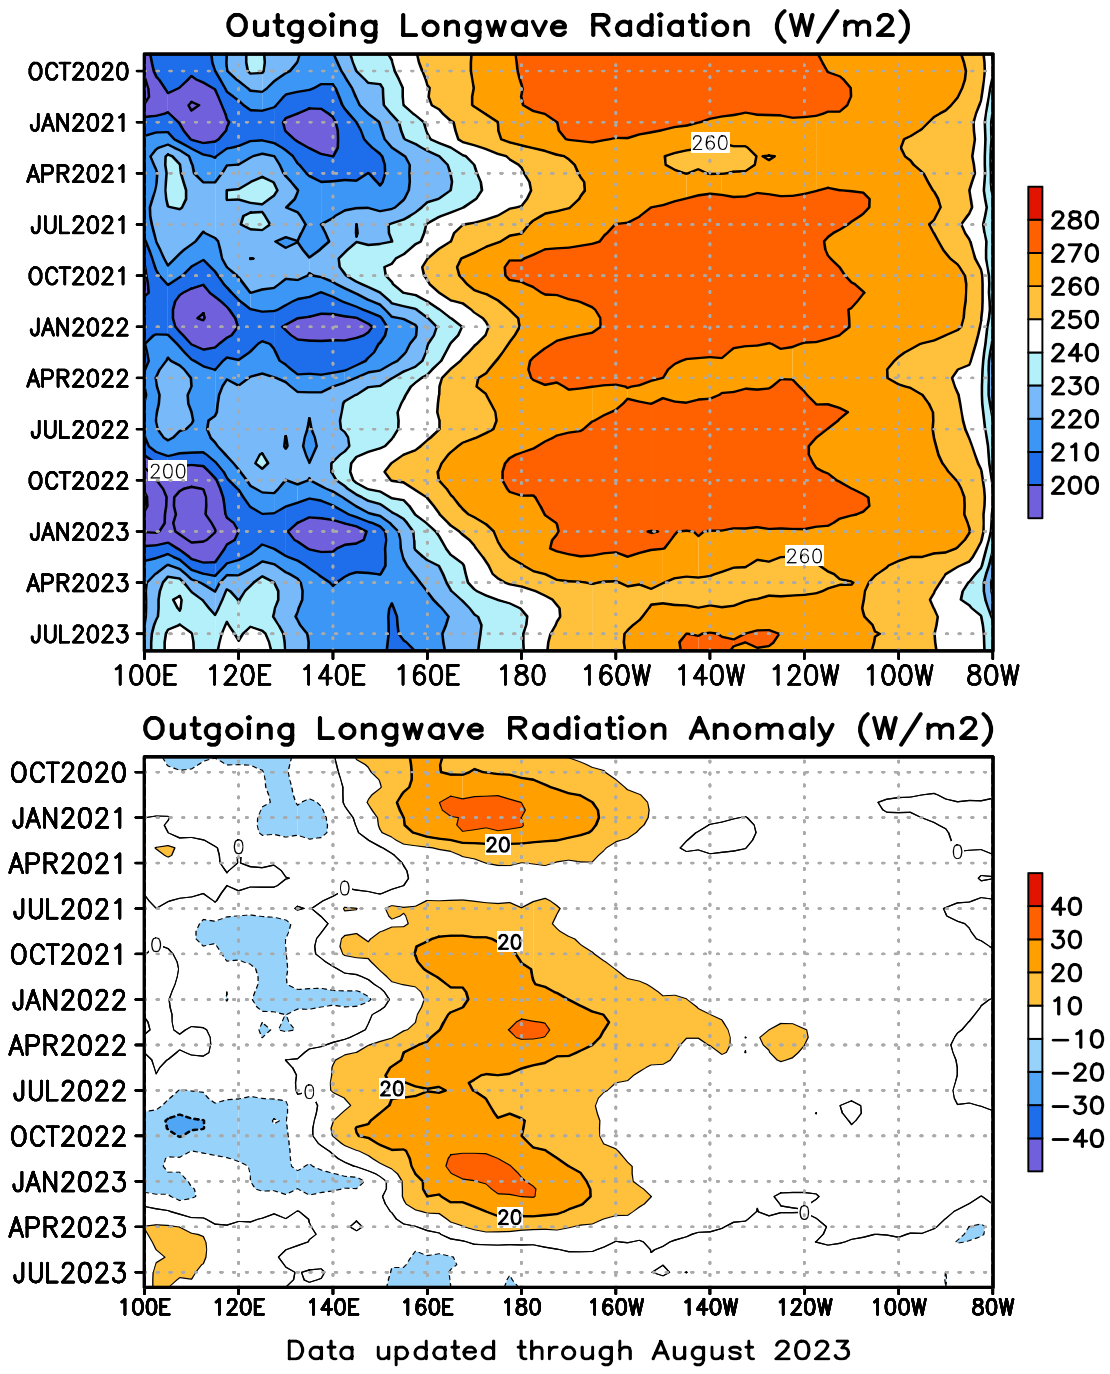 Outgoing Longwave Radiation (W/m2)
OCT2020
JAN2021
260
APR2021
JUL2021
OCT2021
JAN2022
APR2022
JUL2022
200
OCT2022
JAN2023
260
APR2023
JUL2023
100E 120E 140E 160E 180 160W 140W 120W 100W 80W
280
270
260
250
240
230
220
210
200
Outgoing Longwave Radiation Anomaly (W/m2)
OCT2020
JAN2021
0 20 0
APR2021
0
JUL2021
0 20
OCT2021
JAN2022
APR2022
JUL2022
20 0
OCT2022
JAN2023
20 0
APR2023
JUL2023
100E 120E 140E 160E 180 160W 140W 120W 100W 80W
40
30
20
10
−10
−20
−30
−40
Data updated through August 2023